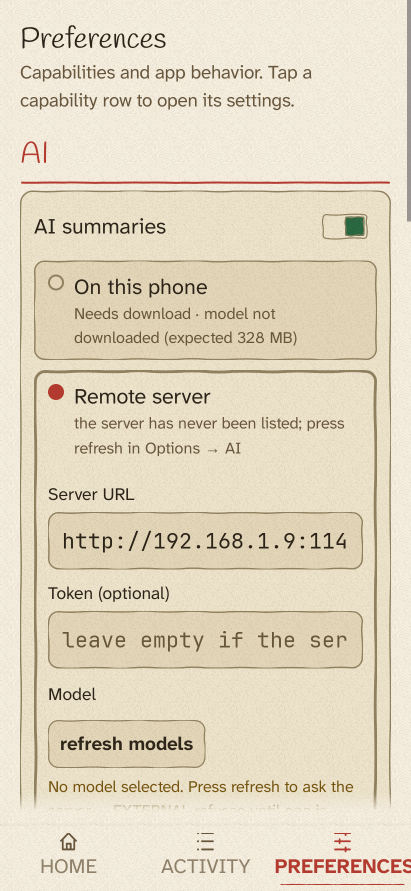 Preferences
Capabilities and app behavior. Tap a
capability row to open its settings.
AI
AI summaries
On this phone
Needs download · model not
downloaded (expected 328 MB)
Remote server
the server has never been listed; press
refresh in Options → AI
Server URL
http://192.168.1.9:114
Token (optional)
leave empty if the ser
Model
refresh models
No model selected. Press refresh to ask the
HOME
ACTIVITY
PREFERENCES